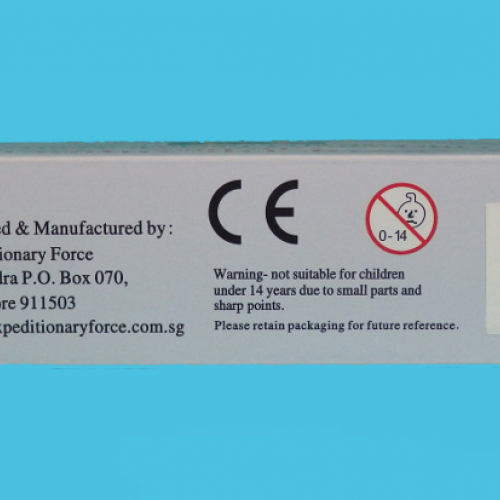 ed & Manufactured by:
tionary Force
dra P.O. Box 070,
ore 911503
xpeditionaryforce.com.sg
CE
0-14
Warning- not suitable for children
under 14 years due to small parts and
sharp points.
Please retain packaging for future reference.